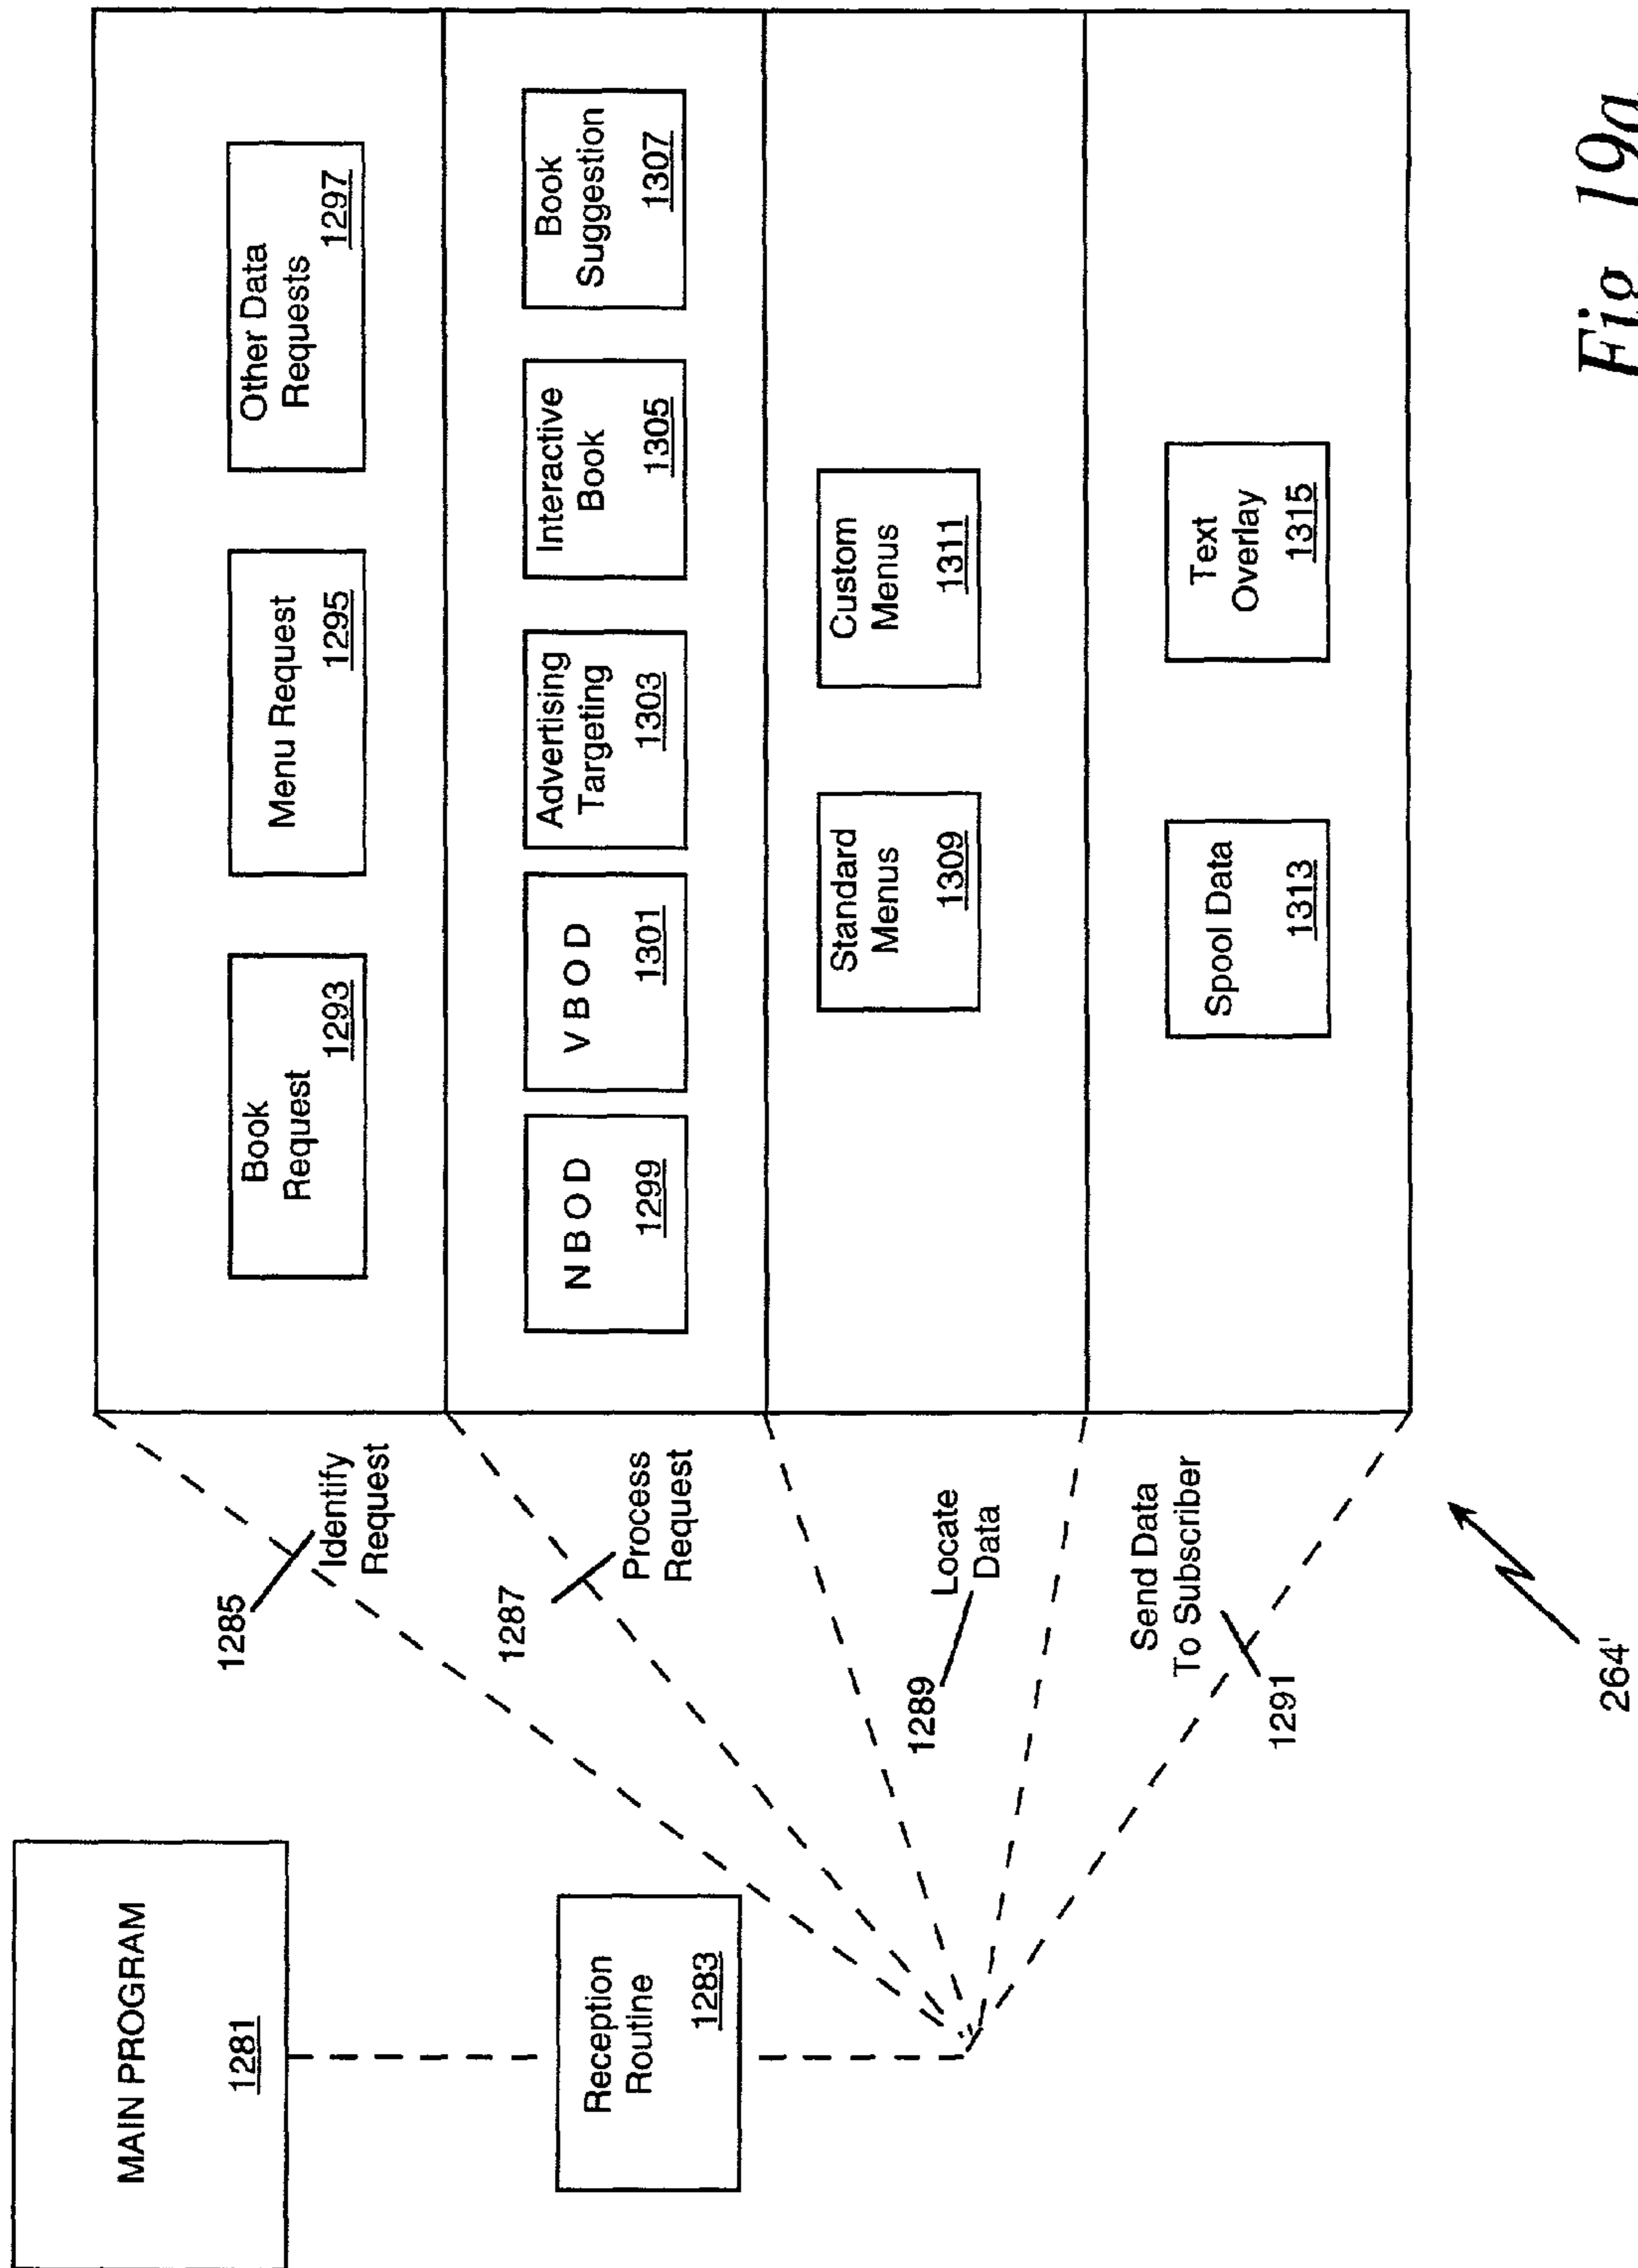 MAIN PROGRAM
1281
Reception
Routine
1283
1285
Identify
Request
1287
Process
Request
1289
Locate
Data
Send Data
To Subscriber
1291
264'
Book
Request
1293
Menu Request
1295
Other Data
Requests
1297
N B O D
1299
V B O D
1301
Advertising
Targeting
1303
Interactive
Book
1305
Book
Suggestion
1307
Standard
Menus
1309
Custom
Menus
1311
Spool Data
1313
Text
Overlay
1315
Fig 19a